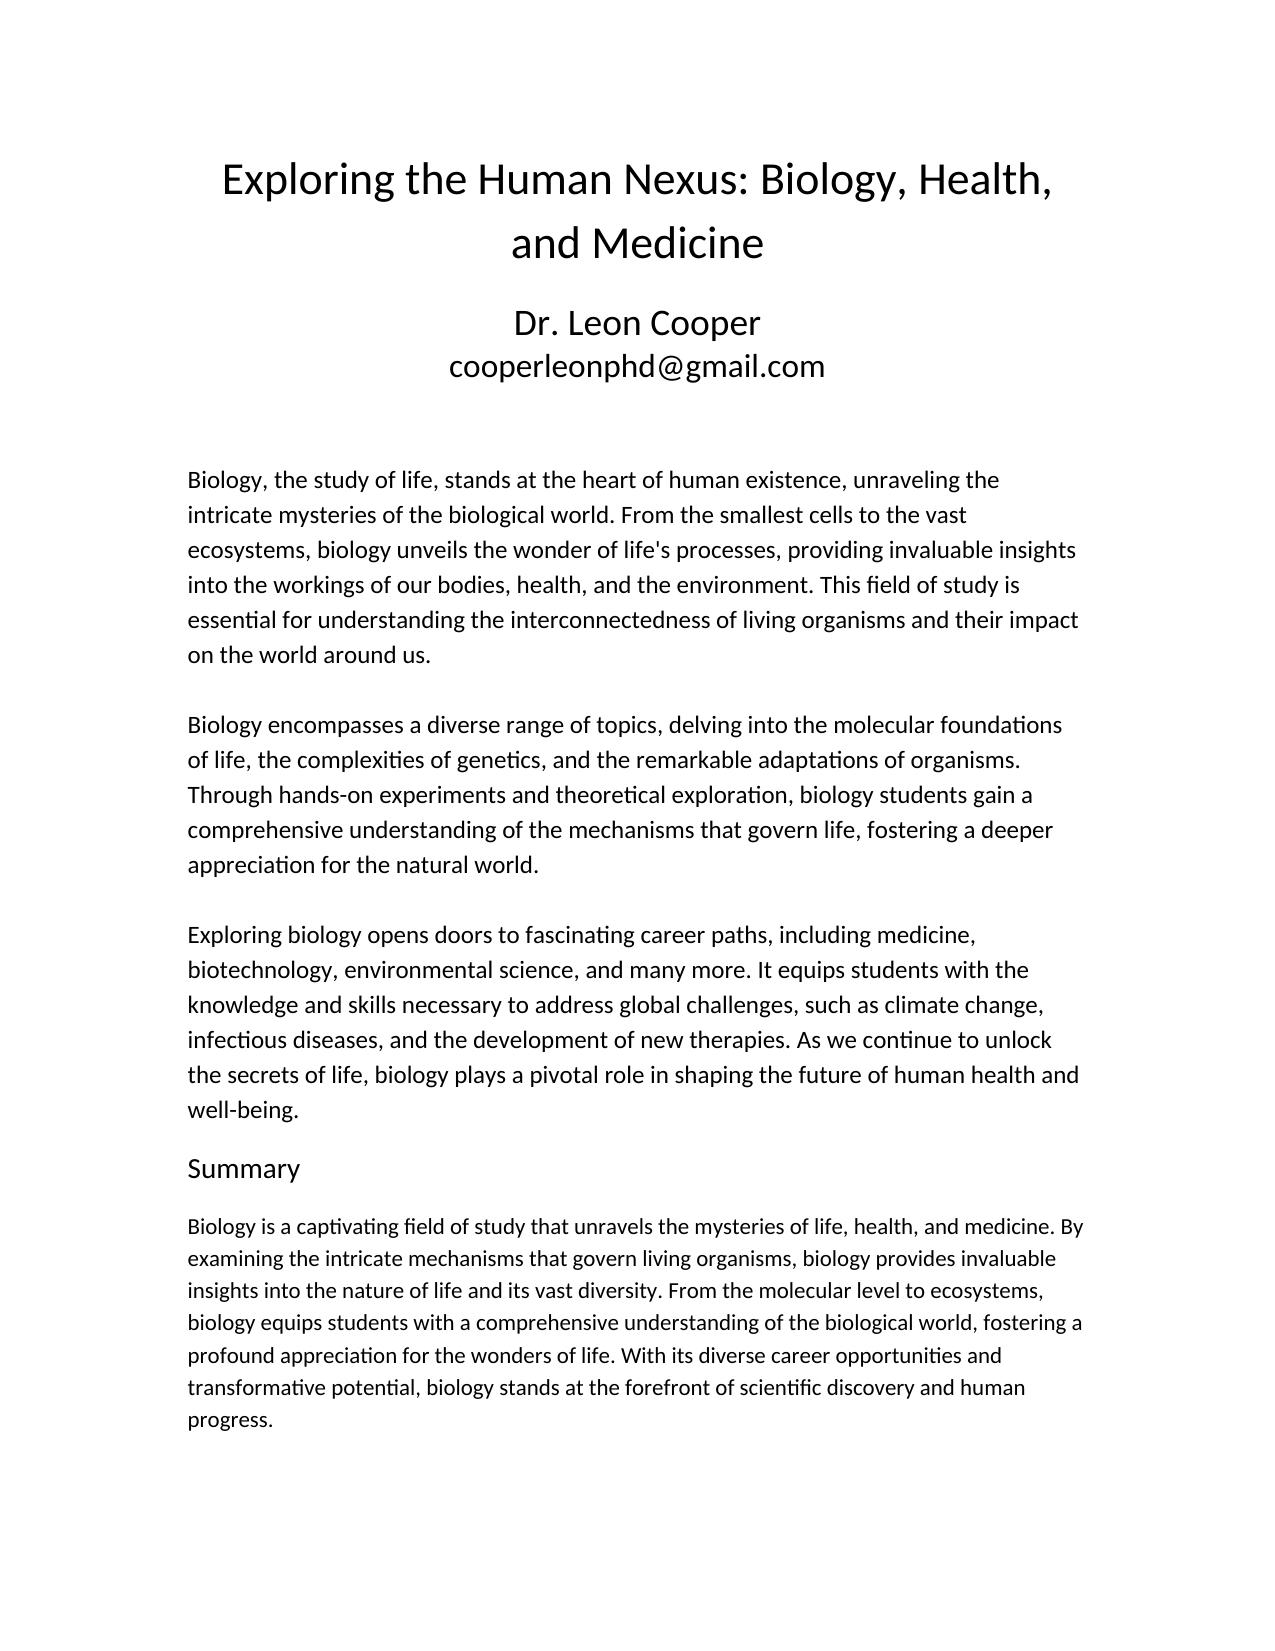 Exploring the Human Nexus: Biology, Health,
and Medicine
Dr. Leon Cooper
cooperleonphd@gmail.com
Biology, the study of life, stands at the heart of human existence, unraveling the
intricate mysteries of the biological world. From the smallest cells to the vast
ecosystems, biology unveils the wonder of life's processes, providing invaluable insights
into the workings of our bodies, health, and the environment. This field of study is
essential for understanding the interconnectedness of living organisms and their impact
on the world around us.
Biology encompasses a diverse range of topics, delving into the molecular foundations
of life, the complexities of genetics, and the remarkable adaptations of organisms.
Through hands-on experiments and theoretical exploration, biology students gain a
comprehensive understanding of the mechanisms that govern life, fostering a deeper
appreciation for the natural world.
Exploring biology opens doors to fascinating career paths, including medicine,
biotechnology, environmental science, and many more. It equips students with the
knowledge and skills necessary to address global challenges, such as climate change,
infectious diseases, and the development of new therapies. As we continue to unlock
the secrets of life, biology plays a pivotal role in shaping the future of human health and
well-being.
Summary
Biology is a captivating field of study that unravels the mysteries of life, health, and medicine. By
examining the intricate mechanisms that govern living organisms, biology provides invaluable
insights into the nature of life and its vast diversity. From the molecular level to ecosystems,
biology equips students with a comprehensive understanding of the biological world, fostering a
profound appreciation for the wonders of life. With its diverse career opportunities and
transformative potential, biology stands at the forefront of scientific discovery and human
progress.